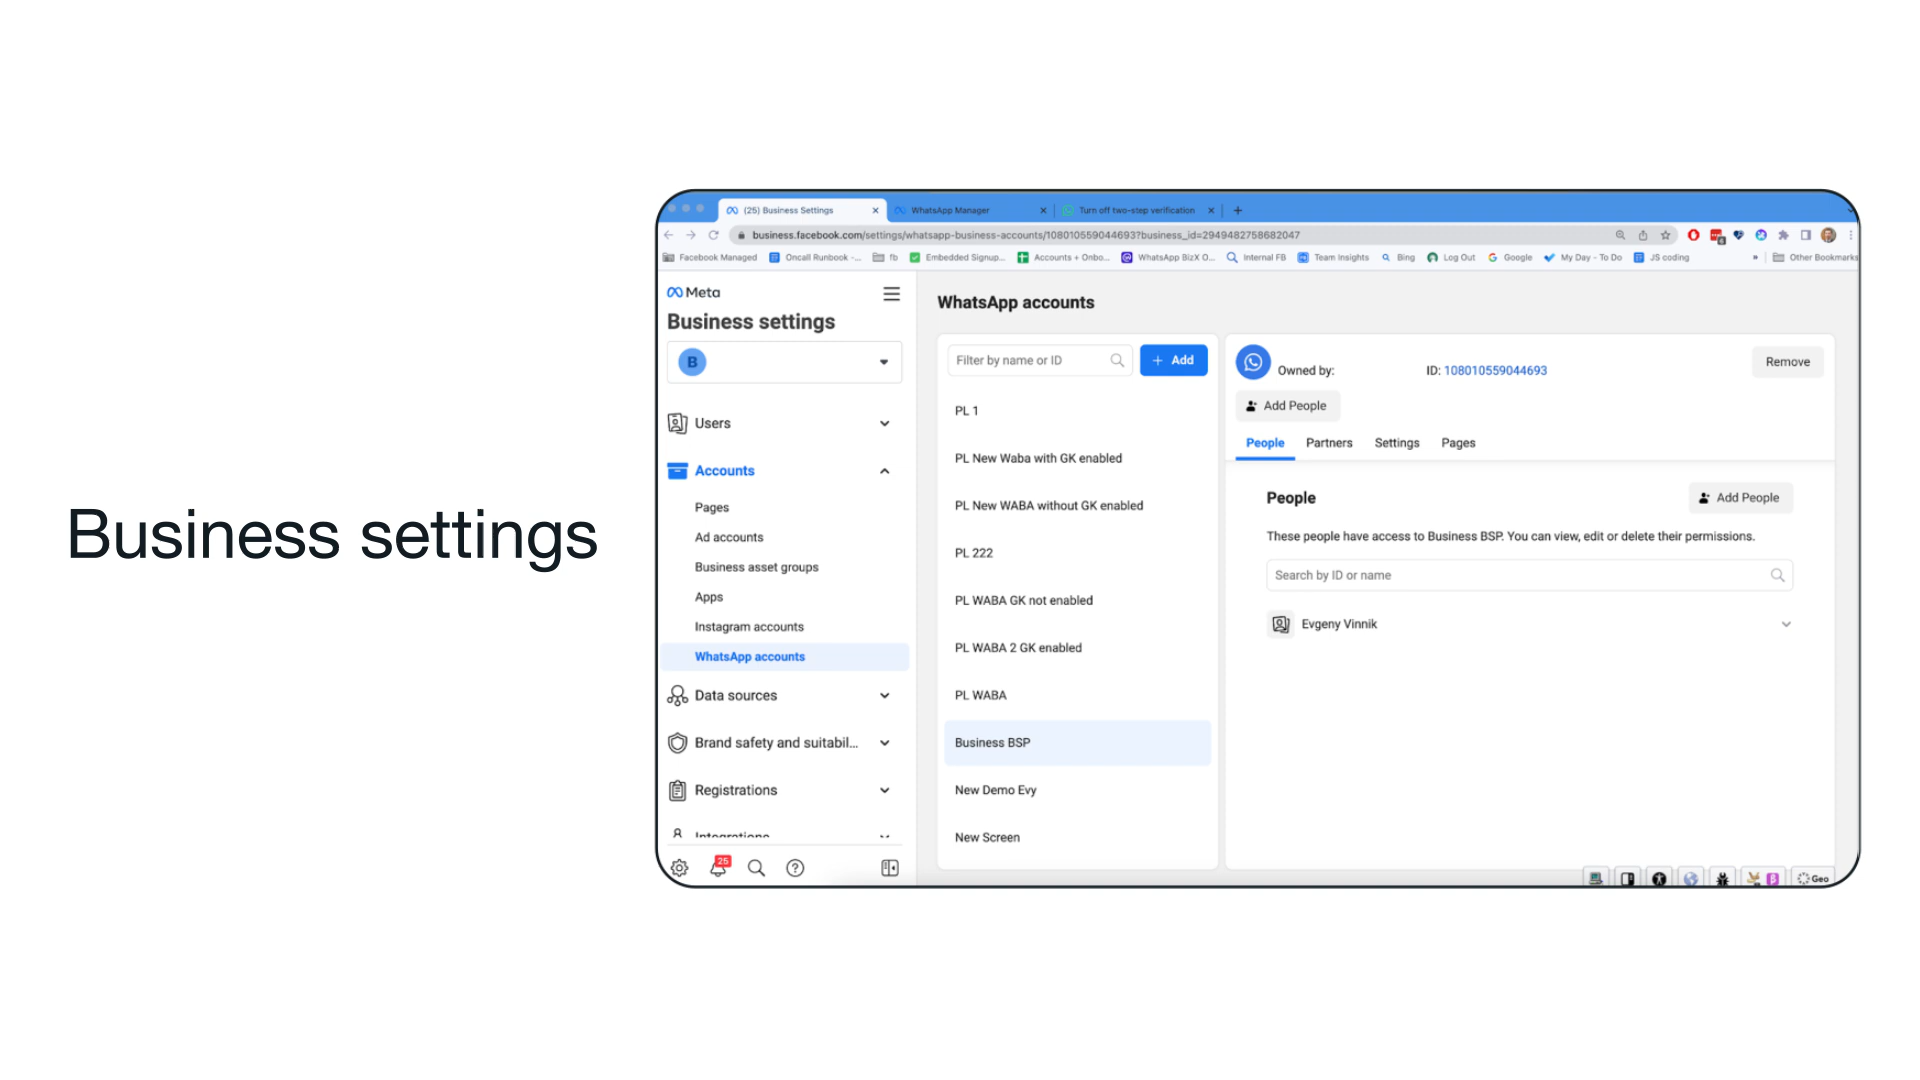 Business settings
(25) Business Settings
WhatsApp Manager
Turn off two-step verification
business.facebook.com/settings/whatsapp-business-accounts/108010559044693?business_id=2949482758682047
Facebook Managed
Oncall Runbook -...
fb
Embedded Signup...
Accounts + Onbo...
WhatsApp BizX O...
Internal FB
Team Insights
Bing
Log Out
Google
My Day - To Do
JS coding
»
Other Bookmarks
Meta
Business settings
B
Users
Accounts
Pages
Ad accounts
Business asset groups
Apps
Instagram accounts
WhatsApp accounts
Data sources
Brand safety and suitabil...
Registrations
Integrations
25
WhatsApp accounts
Filter by name or ID
+ Add
PL 1
PL New Waba with GK enabled
PL New WABA without GK enabled
PL 222
PL WABA GK not enabled
PL WABA 2 GK enabled
PL WABA
Business BSP
New Demo Evy
New Screen
Owned by:
ID: 108010559044693
Remove
Add People
People
Partners
Settings
Pages
People
Add People
These people have access to Business BSP. You can view, edit or delete their permissions.
Search by ID or name
Evgeny Vinnik
Geo